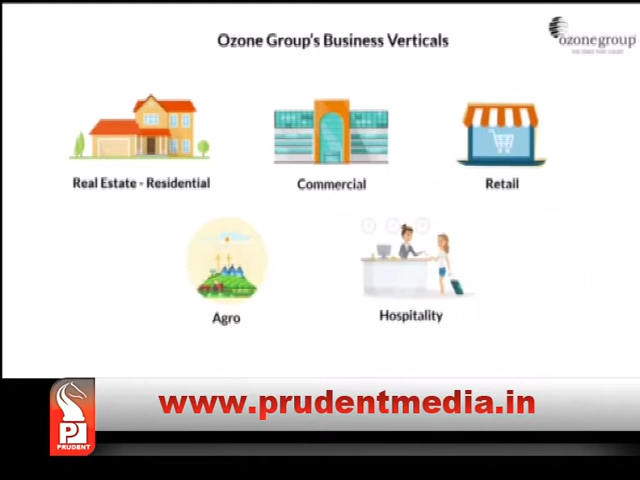 Ozone Group's Business Verticals
ozonegroup
Real Estate - Residential
Commercial
Retail
Agro
Hospitality
www.prudentmedia.in
P
PRUDENT